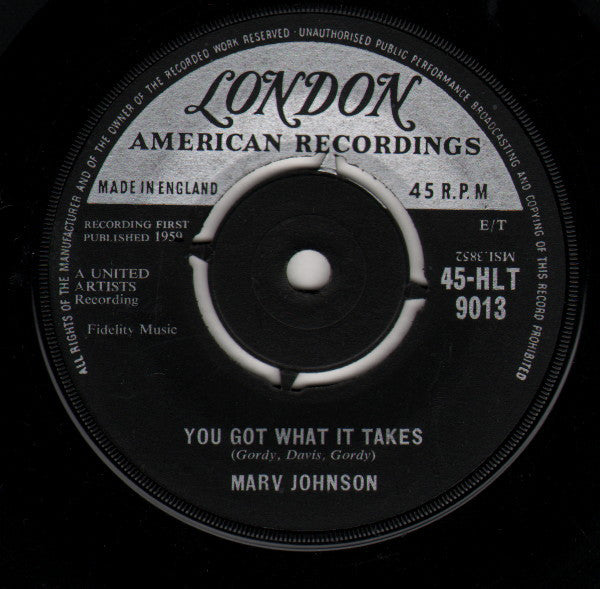 ALL RIGHTS OF THE MANUFACTURER AND OF THE OWNER OF THE RECORDED WORK RESERVED · UNAUTHORISED PUBLIC PERFORMANCE, BROADCASTING AND COPYING OF THIS RECORD PROHIBITED
LONDON
AMERICAN RECORDINGS
MADE IN ENGLAND
45 R.P.M
RECORDING FIRST
PUBLISHED 1959
E/T
MSL.3852
A UNITED
ARTISTS
Recording
45-HLT
9013
Fidelity Music
YOU GOT WHAT IT TAKES
(Gordy, Davis, Gordy)
MARV JOHNSON